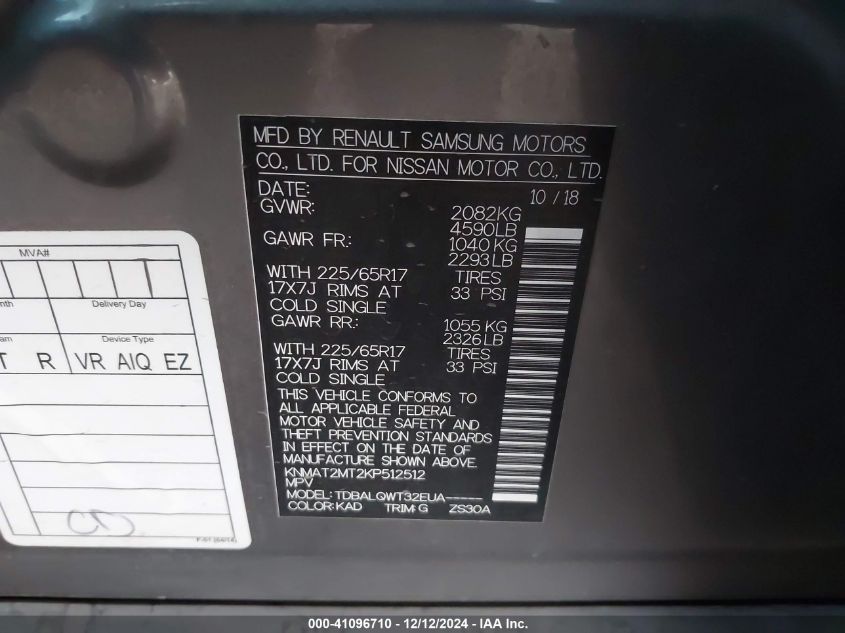 MFD BY RENAULT SAMSUNG MOTORS
CO., LTD. FOR NISSAN MOTOR CO., LTD.
DATE: 10 / 18
GVWR: 2082KG
4590LB
GAWR FR.: 1040KG
2293LB
WITH 225/65R17 TIRES
17X7J RIMS AT 33 PSI
COLD SINGLE
GAWR RR.: 1055KG
2326LB
WITH 225/65R17 TIRES
17X7J RIMS AT 33 PSI
COLD SINGLE
THIS VEHICLE CONFORMS TO
ALL APPLICABLE FEDERAL
MOTOR VEHICLE SAFETY AND
THEFT PREVENTION STANDARDS
IN EFFECT ON THE DATE OF
MANUFACTURE SHOWN ABOVE.
KNMAT2MT2KP512512
MPV
MODEL: TDBALQWT32EUA-----
COLOR: KAD TRIM: G ZS30A
MVA#
Delivery Day
Device Type
R VR AIQ EZ
000-41096710 - 12/12/2024 - IAA Inc.